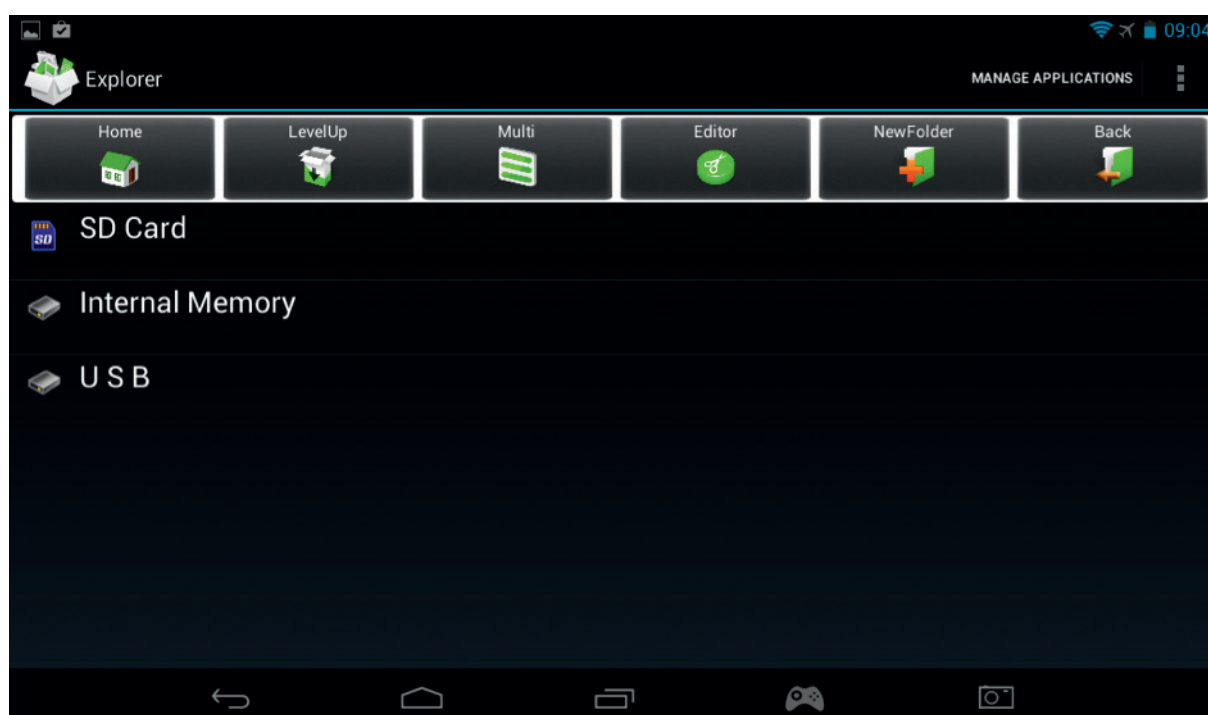 09:04
Explorer
MANAGE APPLICATIONS
Home LevelUp Multi Editor NewFolder Back
SD
SD Card
Internal Memory
U S B